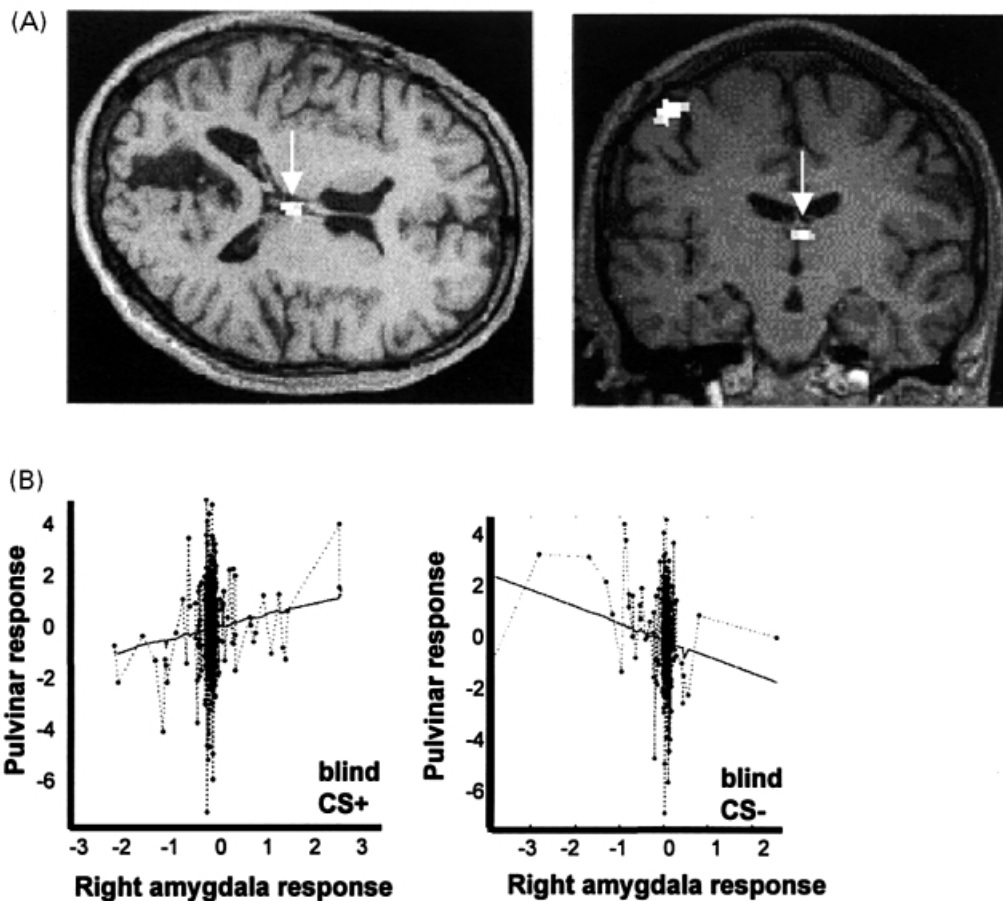 (A)
(B)
Pulvinar response
4
2
0
-2
-4
-6
blind
CS+
-2 -1 0 1 2 3
Right amygdala response
Pulvinar response
4
2
0
-2
-4
-6
blind
CS-
-3 -2 -1 0 1 2
Right amygdala response